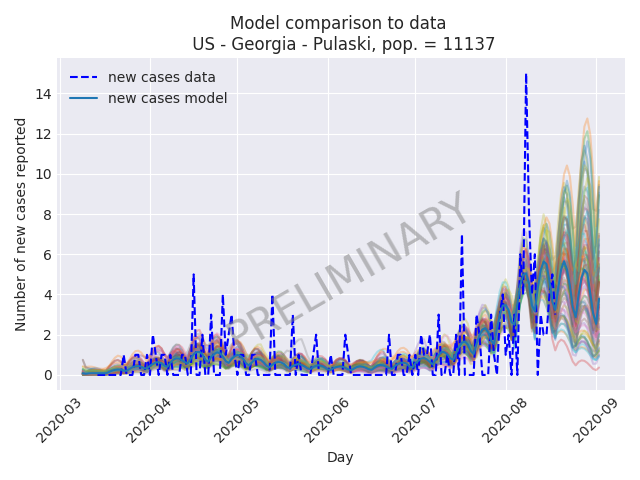 Model comparison to data
US - Georgia - Pulaski, pop. = 11137
new cases data
new cases model
PRELIMINARY
Number of new cases reported
14
12
10
8
6
4
2
0
2020-03
2020-04
2020-05
2020-06
2020-07
2020-08
2020-09
Day